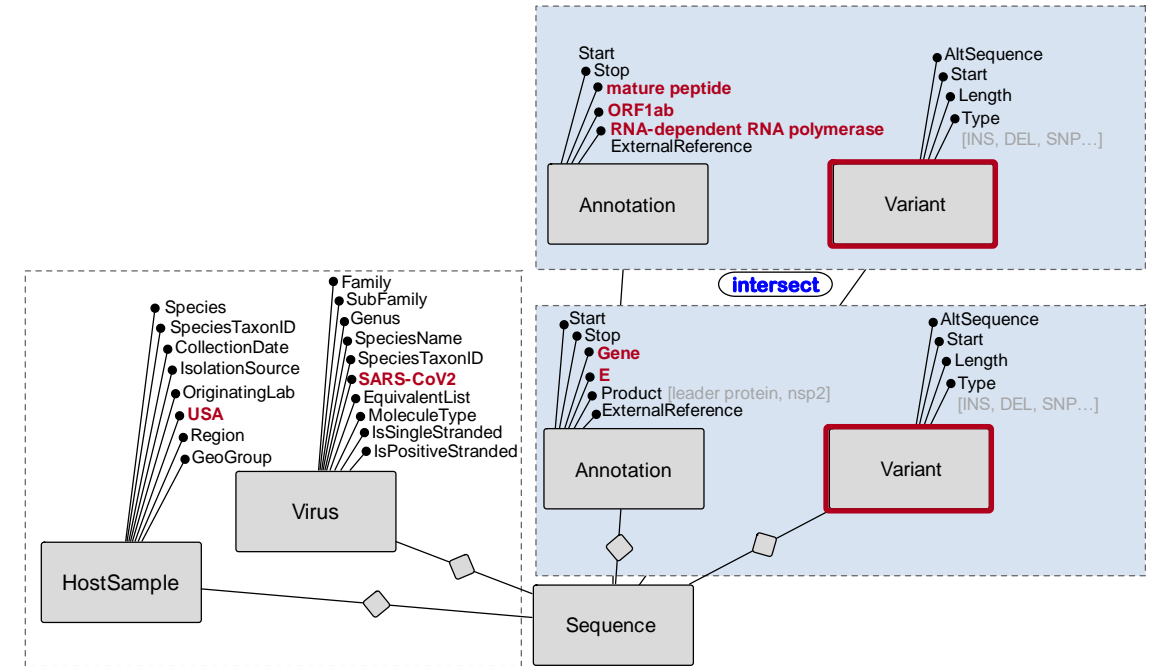 Start
Stop
mature peptide
ORF1ab
RNA-dependent RNA polymerase
ExternalReference
Annotation
AltSequence
Start
Length
Type
[INS, DEL, SNP…]
Variant
intersect
Species
SpeciesTaxonID
CollectionDate
IsolationSource
OriginatingLab
USA
Region
GeoGroup
HostSample
Family
SubFamily
Genus
SpeciesName
SpeciesTaxonID
SARS-CoV2
EquivalentList
MoleculeType
IsSingleStranded
IsPositiveStranded
Virus
Start
Stop
Gene
E
Product [leader protein, nsp2]
ExternalReference
Annotation
AltSequence
Start
Length
Type
[INS, DEL, SNP…]
Variant
Sequence